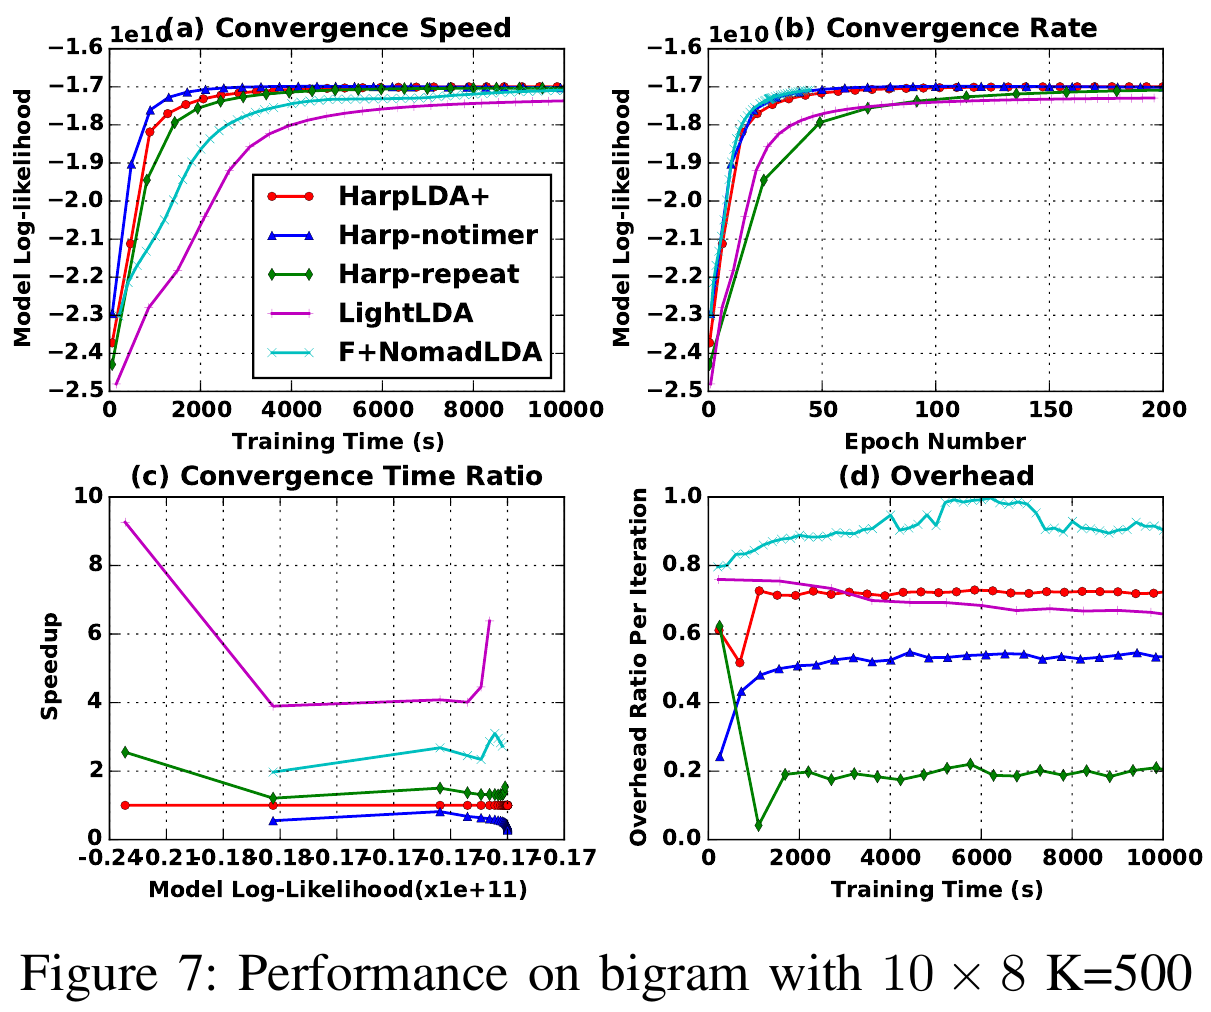 (a) Convergence Speed
1e10
−1.6
−1.7
−1.8
−1.9
−2.0
−2.1
−2.2
−2.3
−2.4
−2.5
Model Log-likelihood
HarpLDA+
Harp-notimer
Harp-repeat
LightLDA
F+NomadLDA
0 2000 4000 6000 8000 10000
Training Time (s)
(b) Convergence Rate
1e10
−1.6
−1.7
−1.8
−1.9
−2.0
−2.1
−2.2
−2.3
−2.4
−2.5
Model Log-likelihood
0 50 100 150 200
Epoch Number
(c) Convergence Time Ratio
10
8
6
4
2
0
Speedup
-0.24 -0.21 -0.18 -0.18 -0.17 -0.17 -0.17 -0.17 -0.17
Model Log-Likelihood(x1e+11)
(d) Overhead
1.0
0.8
0.6
0.4
0.2
0.0
Overhead Ratio Per Iteration
0 2000 4000 6000 8000 10000
Training Time (s)
Figure 7: Performance on bigram with 10 × 8 K=500